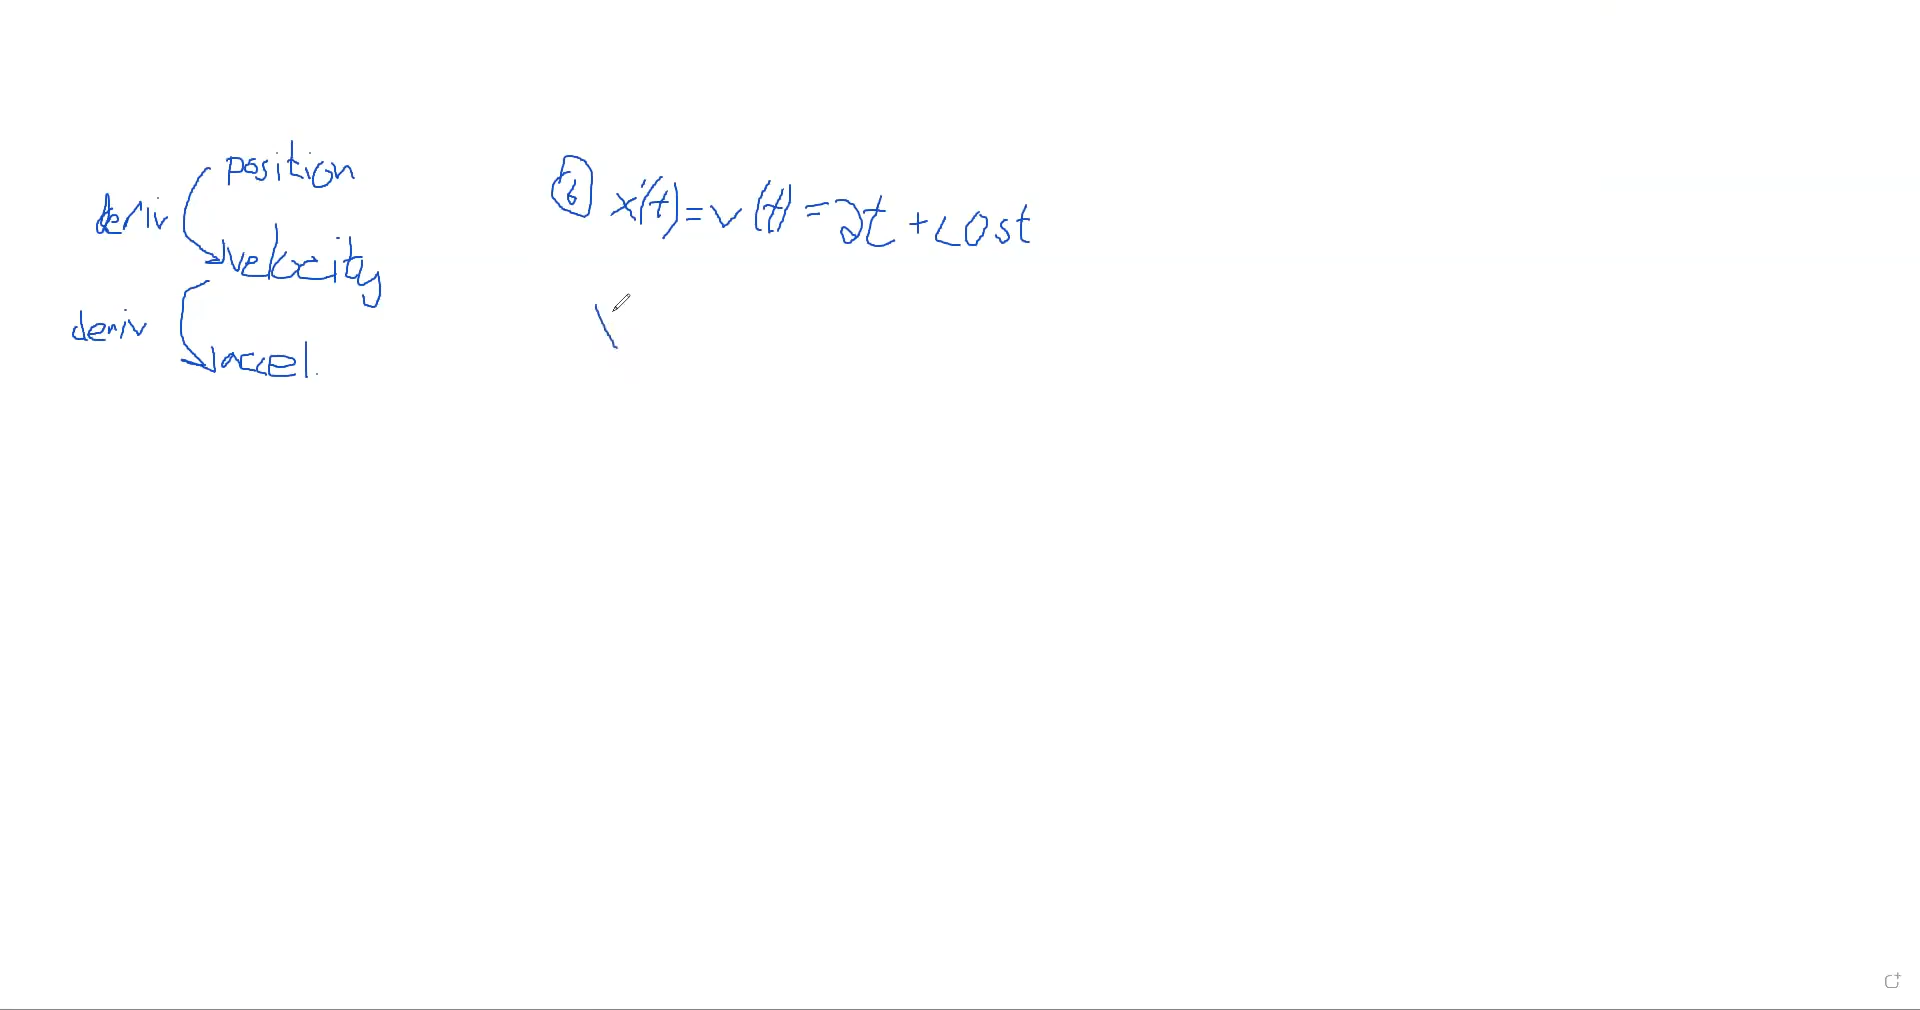 position
deriv
velocity
deriv
accel.
6 x'(t) = v(t) = 2t + cost